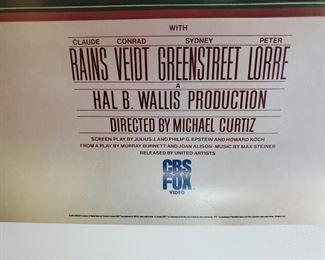 WITH
CLAUDE CONRAD SYDNEY PETER
RAINS VEIDT GREENSTREET LORRE
A
HAL B. WALLIS PRODUCTION
DIRECTED BY MICHAEL CURTIZ
SCREEN PLAY BY JULIUS J. AND PHILIP G. EPSTEIN AND HOWARD KOCH
FROM A PLAY BY MURRAY BURNETT AND JOAN ALISON · MUSIC BY MAX STEINER
RELEASED BY UNITED ARTISTS
CBS
FOX
VIDEO